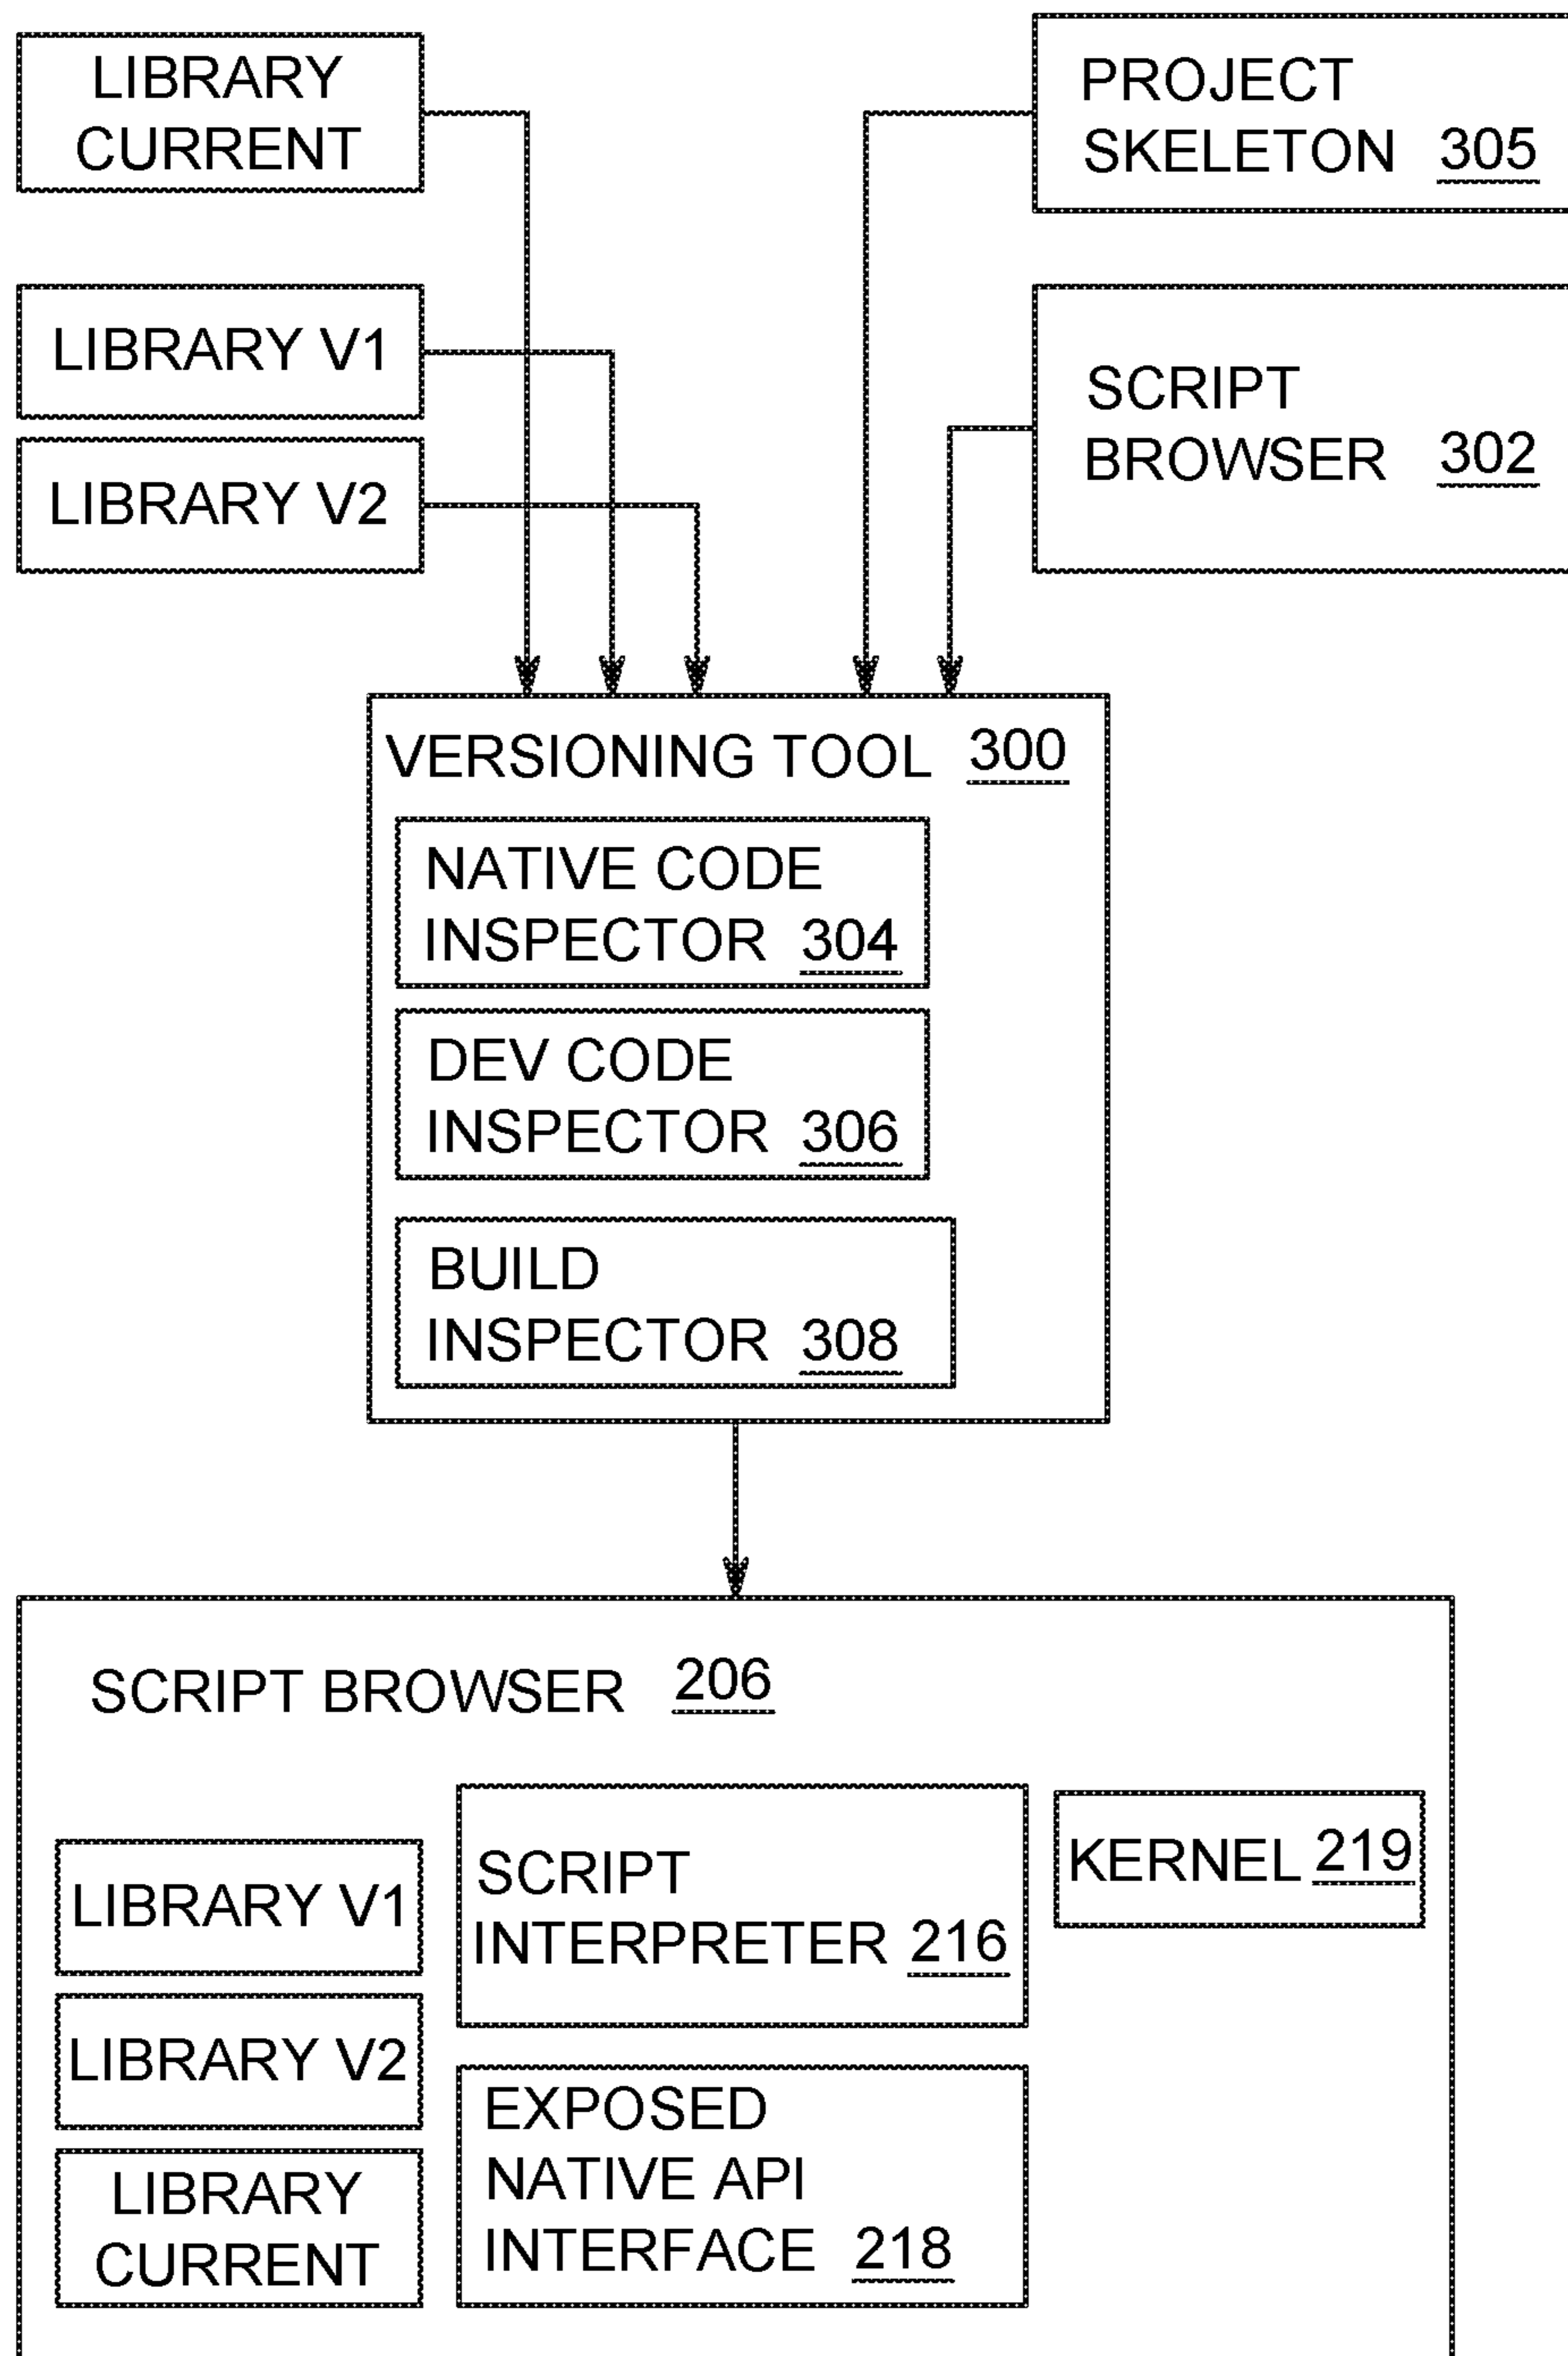 LIBRARY
CURRENT
PROJECT
SKELETON 305
LIBRARY V1
LIBRARY V2
SCRIPT
BROWSER 302
VERSIONING TOOL 300
NATIVE CODE
INSPECTOR 304
DEV CODE
INSPECTOR 306
BUILD
INSPECTOR 308
SCRIPT BROWSER 206
LIBRARY V1
LIBRARY V2
LIBRARY
CURRENT
SCRIPT
INTERPRETER 216
EXPOSED
NATIVE API
INTERFACE 218
KERNEL 219